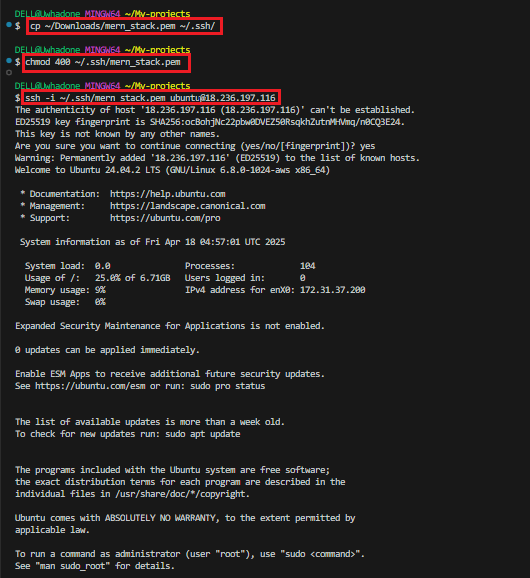 DELL@Uwhadone MINGW64 ~/My-projects
$ cp ~/Downloads/mern_stack.pem ~/.ssh/
DELL@Uwhadone MINGW64 ~/My-projects
$ chmod 400 ~/.ssh/mern_stack.pem
DELL@Uwhadone MINGW64 ~/My-projects
$ ssh -i ~/.ssh/mern_stack.pem ubuntu@18.236.197.116
The authenticity of host '18.236.197.116 (18.236.197.116)' can't be established.
ED25519 key fingerprint is
This key is not known by any other names.
Are you sure you want to continue connecting (yes/no/[fingerprint])? yes
Warning: Permanently added '18.236.197.116' (ED25519) to the list of known hosts.
Welcome to Ubuntu 24.04.2 LTS (GNU/Linux 6.8.0-1024-aws x86_64)
* Documentation: https://help.ubuntu.com
* Management: https://landscape.canonical.com
* Support: https://ubuntu.com/pro
System information as of Fri Apr 18 04:57:01 UTC 2025
System load: 0.0 Processes: 104
Usage of /: 25.0% of 6.71GB Users logged in: 0
Memory usage: 9% IPv4 address for enX0: 172.31.37.200
Swap usage: 0%
Expanded Security Maintenance for Applications is not enabled.
0 updates can be applied immediately.
Enable ESM Apps to receive additional future security updates.
See https://ubuntu.com/esm or run: sudo pro status
The list of available updates is more than a week old.
To check for new updates run: sudo apt update
The programs included with the Ubuntu system are free software;
the exact distribution terms for each program are described in the
individual files in /usr/share/doc/*/copyright.
Ubuntu comes with ABSOLUTELY NO WARRANTY, to the extent permitted by
applicable law.
To run a command as administrator (user "root"), use "sudo <command>".
See "man sudo_root" for details.